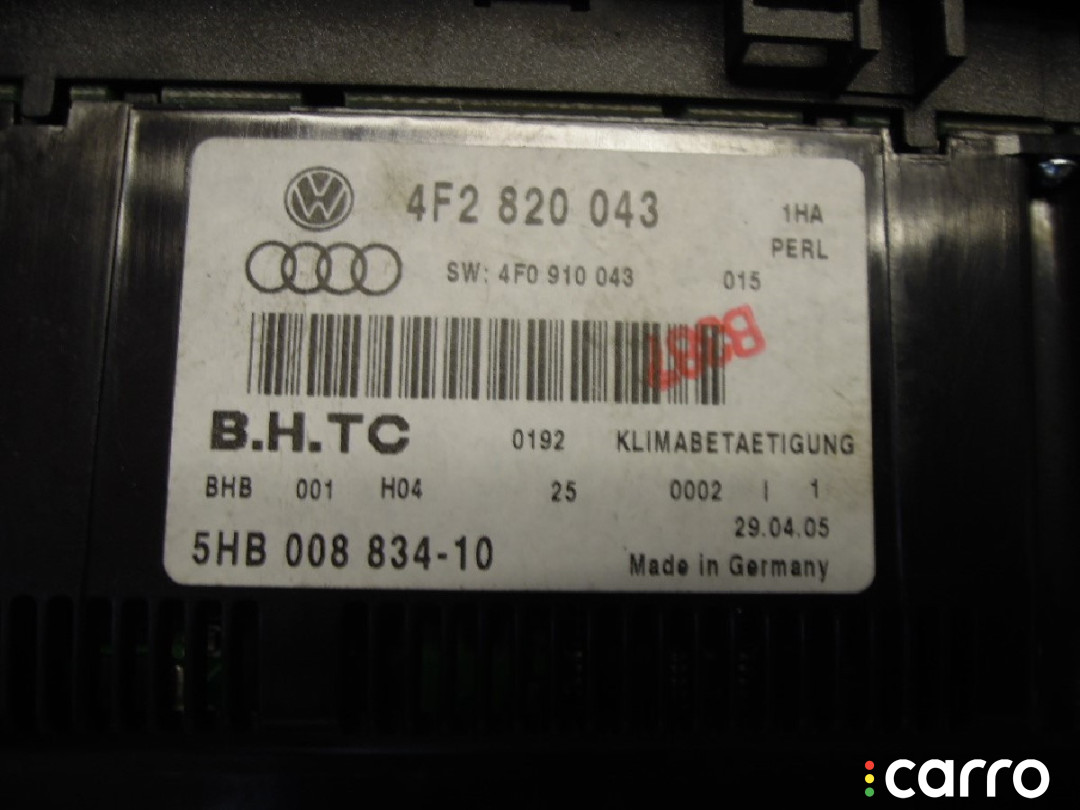 4F2 820 043
1HA
PERL
SW: 4F0 910 043 015
B.H.TC 0192 KLIMABETAETIGUNG
BHB 001 H04 25 0002 | 1
29.04.05
5HB 008 834-10
Made in Germany
carro